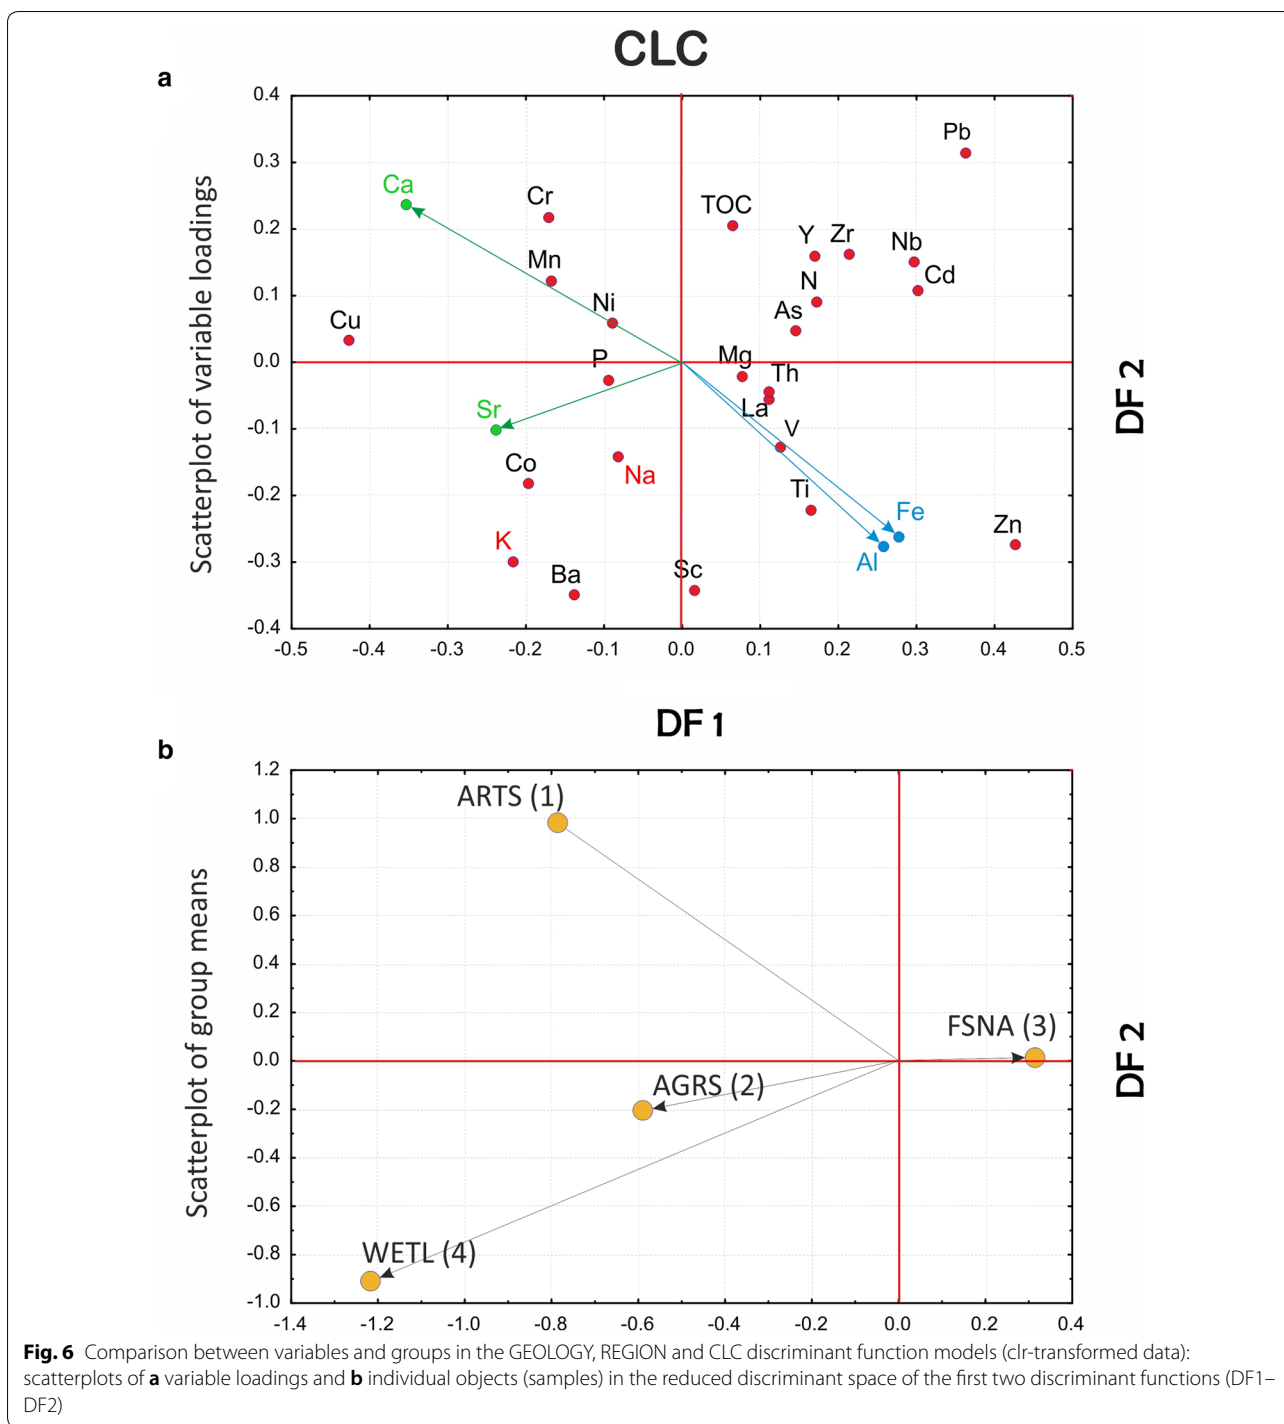 CLC
a
Scatterplot of variable loadings
0.4
0.3
0.2
0.1
0.0
-0.1
-0.2
-0.3
-0.4
Pb
Ca
Cr
TOC
Y
Zr
Nb
Mn
Cd
N
Ni
As
Cu
P
Mg
Th
Sr
La
V
Co
Na
Ti
Fe
Zn
K
Al
Ba
Sc
-0.5 -0.4 -0.3 -0.2 -0.1 0.0 0.1 0.2 0.3 0.4 0.5
DF 2
DF 1
b
Scatterplot of group means
1.2
1.0
0.8
0.6
0.4
0.2
0.0
-0.2
-0.4
-0.6
-0.8
-1.0
ARTS (1)
FSNA (3)
AGRS (2)
WETL (4)
-1.4 -1.2 -1.0 -0.8 -0.6 -0.4 -0.2 0.0 0.2 0.4
DF 2
Fig. 6 Comparison between variables and groups in the GEOLOGY, REGION and CLC discriminant function models (clr-transformed data):
scatterplots of a variable loadings and b individual objects (samples) in the reduced discriminant space of the first two discriminant functions (DF1–
DF2)